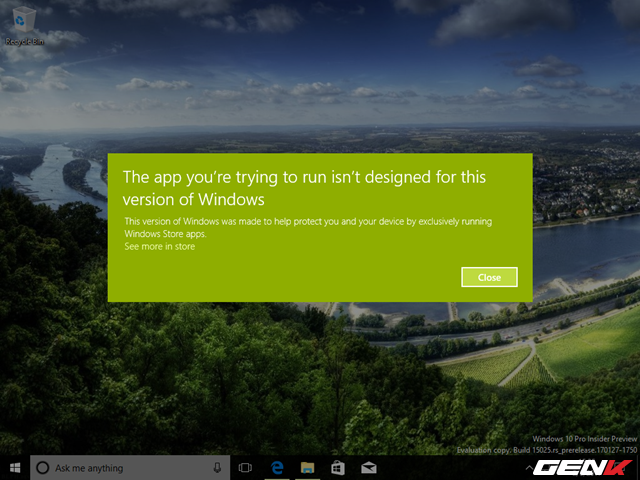 Recycle Bin
The app you're trying to run isn't designed for this
version of Windows
This version of Windows was made to help protect you and your device by exclusively running
Windows Store apps.
See more in store
Close
Windows 10 Pro Insider Preview
Evaluation copy. Build 15025.rs_prerelease.170127-1750
Ask me anything
GENK